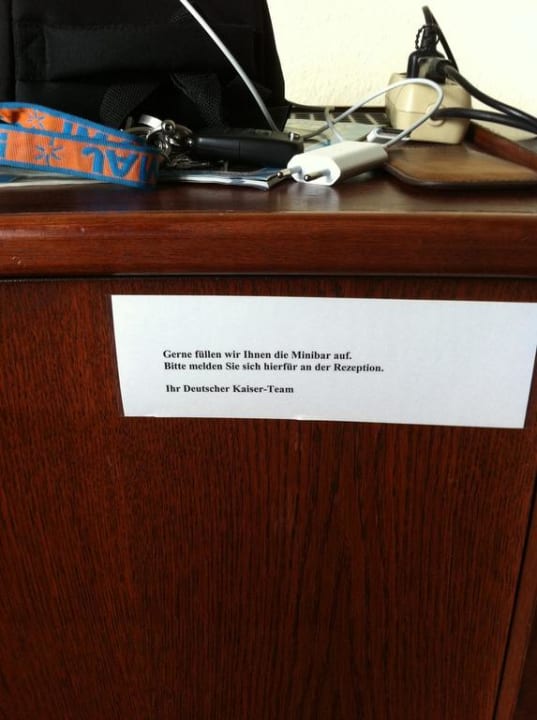 Gerne füllen wir Ihnen die Minibar auf.
Bitte melden Sie sich hierfür an der Rezeption.
Ihr Deutscher Kaiser-Team